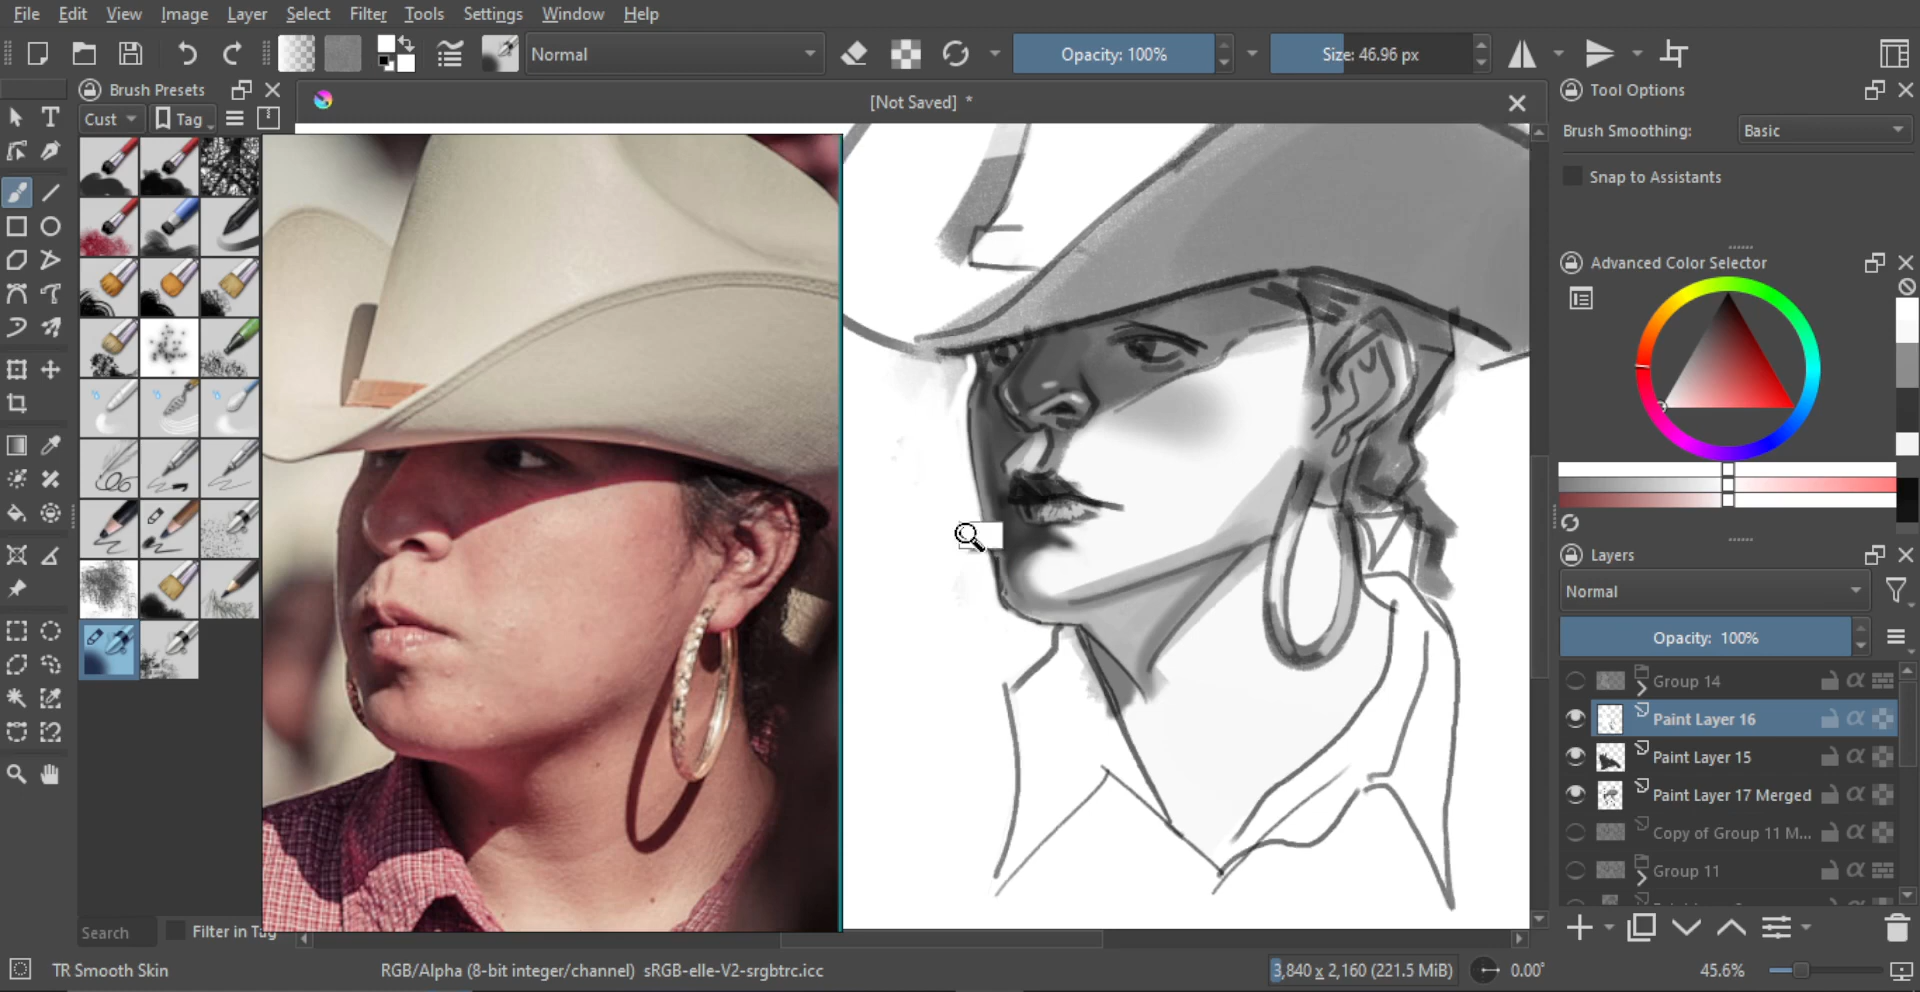 File Edit View Image Layer Select Filter Tools Settings Window Help
Normal Opacity: 100% Size: 46.96 px
Brush Presets
[Not Saved] *
Tool Options
Cust Tag
Brush Smoothing: Basic
Snap to Assistants
Advanced Color Selector
Layers
Normal
Opacity: 100%
Group 14
Paint Layer 16
Paint Layer 15
Paint Layer 17 Merged
Copy of Group 11 M...
Group 11
Search Filter in Tag
TR Smooth Skin RGB/Alpha (8-bit integer/channel) sRGB-elle-V2-srgbtrc.icc 3,840 x 2,160 (221.5 MiB) 0.00° 45.6%